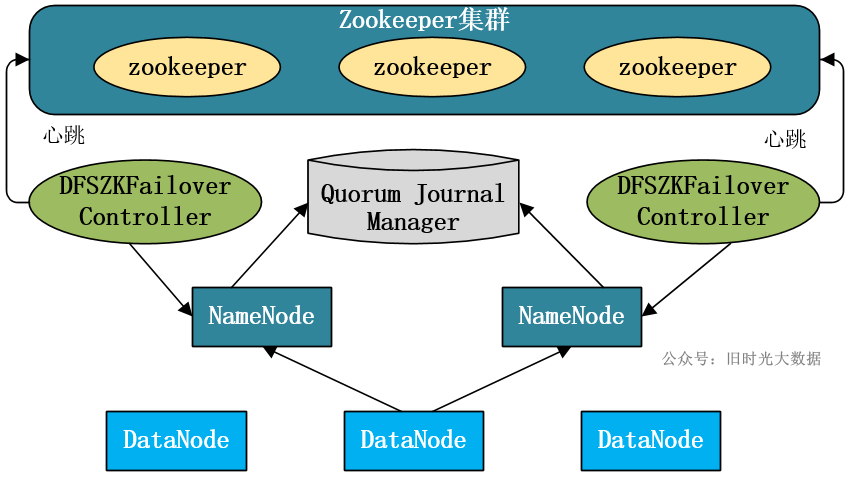 Zookeeper集群
zookeeper
zookeeper
zookeeper
心跳
心跳
DFSZKFailover
Controller
Quorum Journal
Manager
DFSZKFailover
Controller
NameNode
NameNode
公众号：旧时光大数据
DataNode
DataNode
DataNode